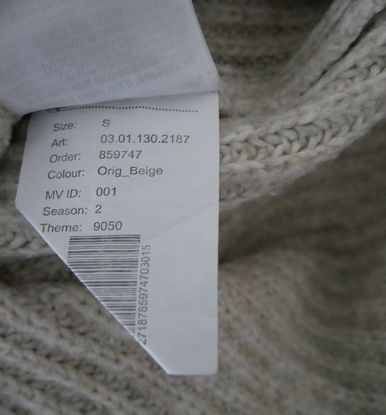 Size: S
Art: 03.01.130.2187
Order: 859747
Colour: Orig_Beige
MV ID: 001
Season: 2
Theme: 9050
2718785974703015